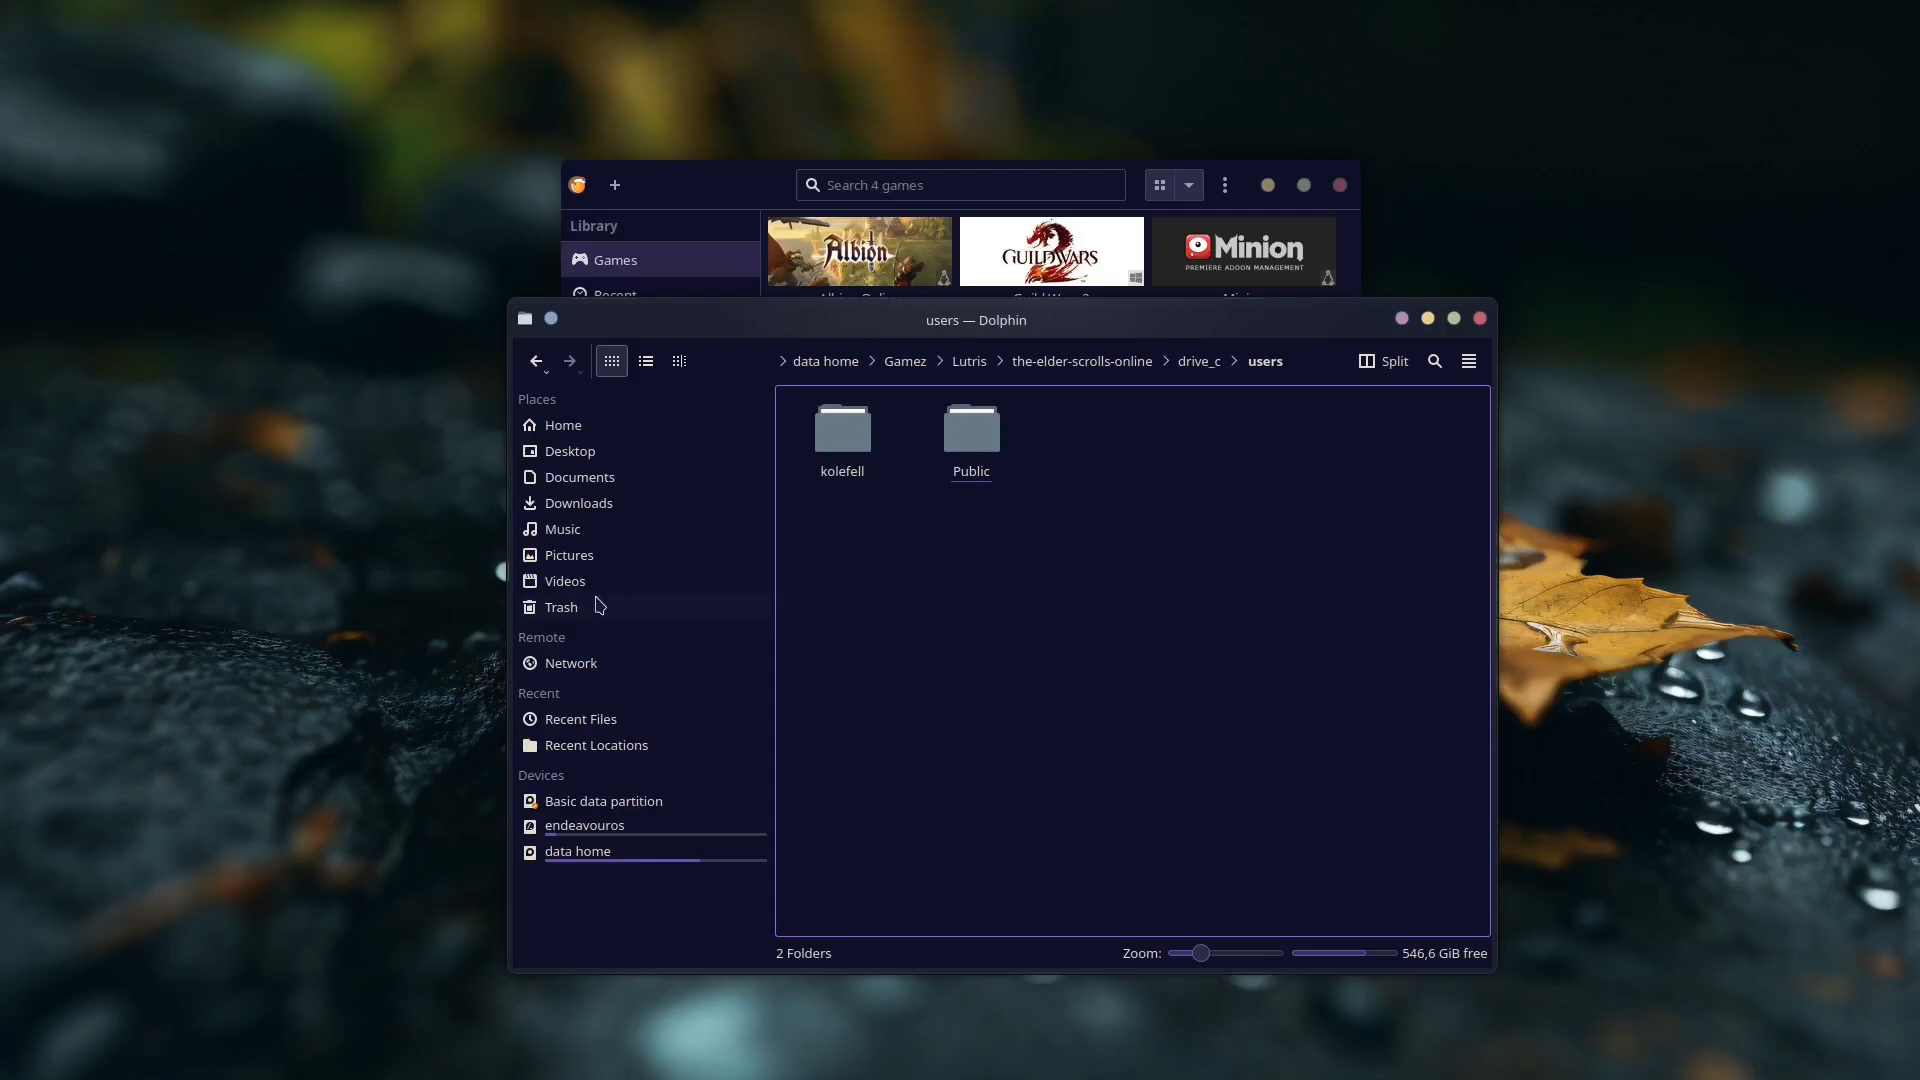 Search 4 games
Library
Games
Recent
Albion
GUILD WARS 2
Minion
PREMIERE ADDON MANAGEMENT
users — Dolphin
data home > Gamez > Lutris > the-elder-scrolls-online > drive_c > users
Split
Places
Home
Desktop
Documents
Downloads
Music
Pictures
Videos
Trash
Remote
Network
Recent
Recent Files
Recent Locations
Devices
Basic data partition
endeavouros
data home
kolefell
Public
2 Folders
Zoom:
546,6 GiB free